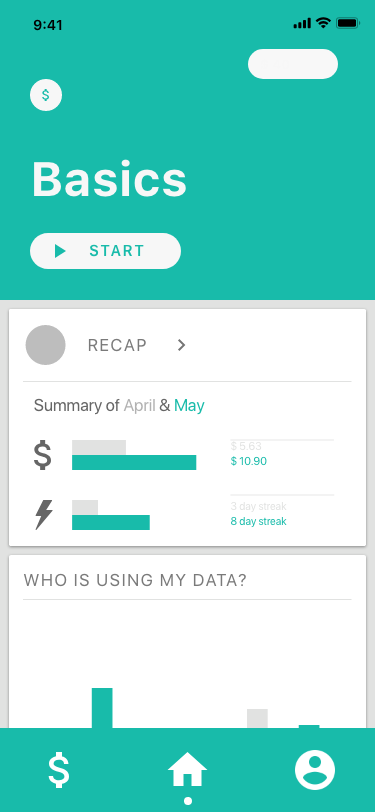 9:41
$
Basics
START
RECAP
Summary of April & May
$
$ 5.63
$ 10.90
3 day streak
8 day streak
WHO IS USING MY DATA?
$